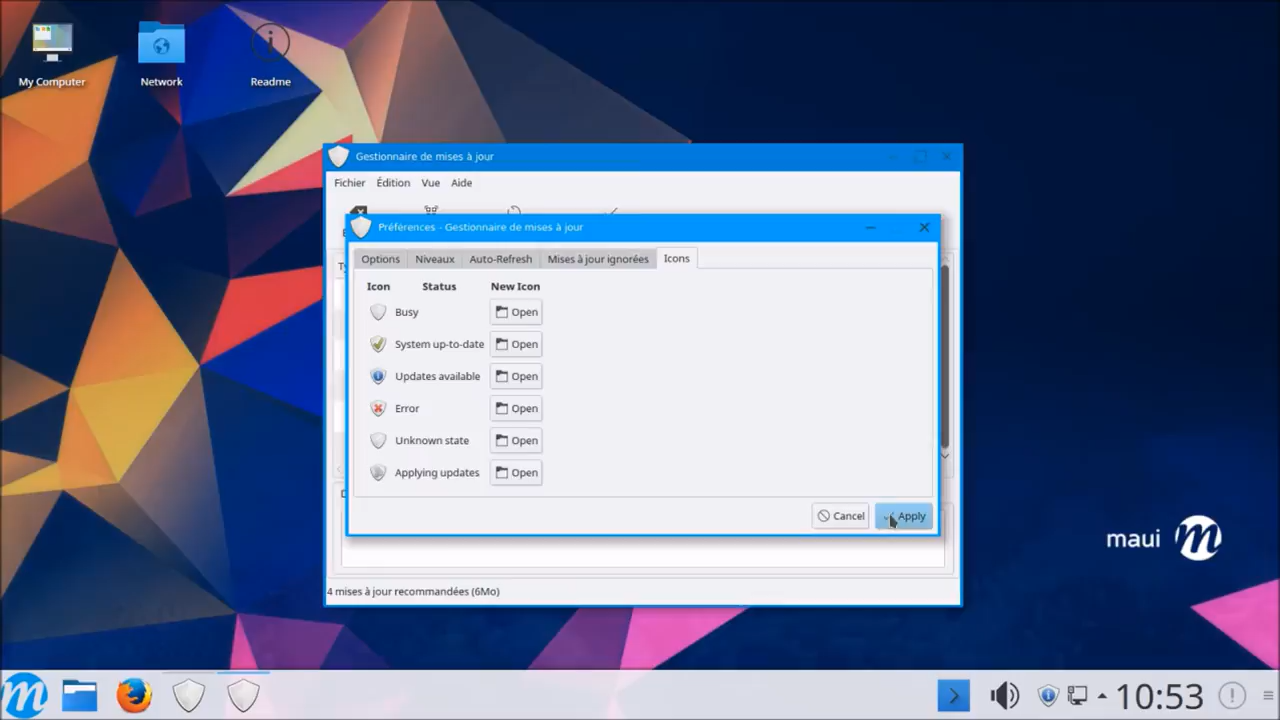 My Computer
Network
Readme
Gestionnaire de mises à jour
Fichier Édition Vue Aide
Préférences - Gestionnaire de mises à jour
Options Niveaux Auto-Refresh Mises à jour ignorées Icons
Icon Status New Icon
Busy Open
System up-to-date Open
Updates available Open
Error Open
Unknown state Open
Applying updates Open
Cancel Apply
maui m
4 mises à jour recommandées (6Mo)
10:53